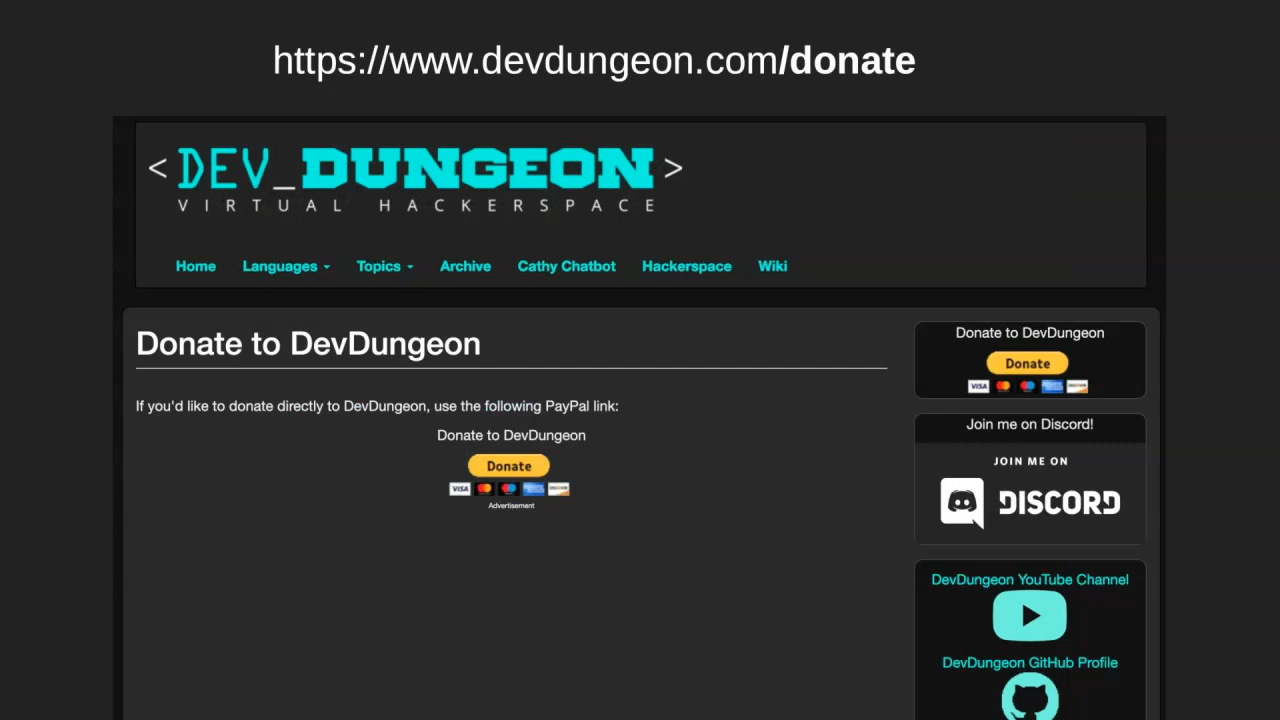 https://www.devdungeon.com/donate
<DEV_DUNGEON>
VIRTUAL HACKERSPACE
Home Languages Topics Archive Cathy Chatbot Hackerspace Wiki
Donate to DevDungeon
If you'd like to donate directly to DevDungeon, use the following PayPal link:
Donate to DevDungeon
Donate
VISA
Advertisement
Donate to DevDungeon
Donate
VISA
Join me on Discord!
JOIN ME ON
DISCORD
DevDungeon YouTube Channel
DevDungeon GitHub Profile